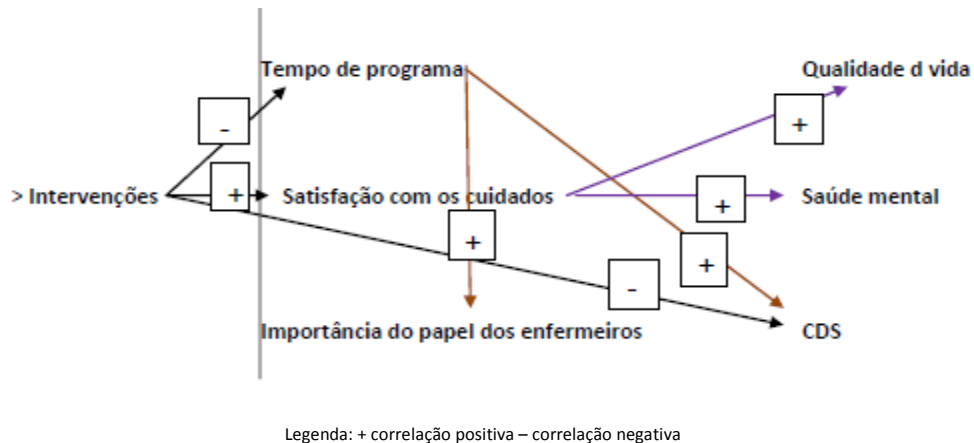 Tempo de programa
Qualidade d vida
-
+
> Intervenções
+
Satisfação com os cuidados
+
Saúde mental
+
+
-
Importância do papel dos enfermeiros
CDS
Legenda: + correlação positiva – correlação negativa